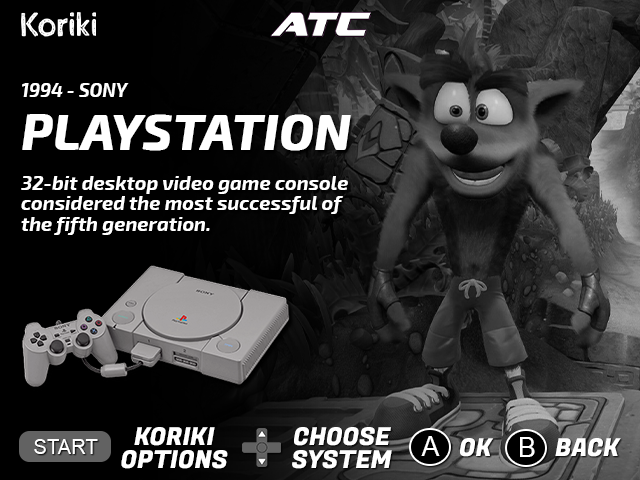 Koriki
ATC
1994 - SONY
PLAYSTATION
32-bit desktop video game console
considered the most successful of
the fifth generation.
SONY
SONY
START
KORIKI
OPTIONS
CHOOSE
SYSTEM
A OK
B BACK